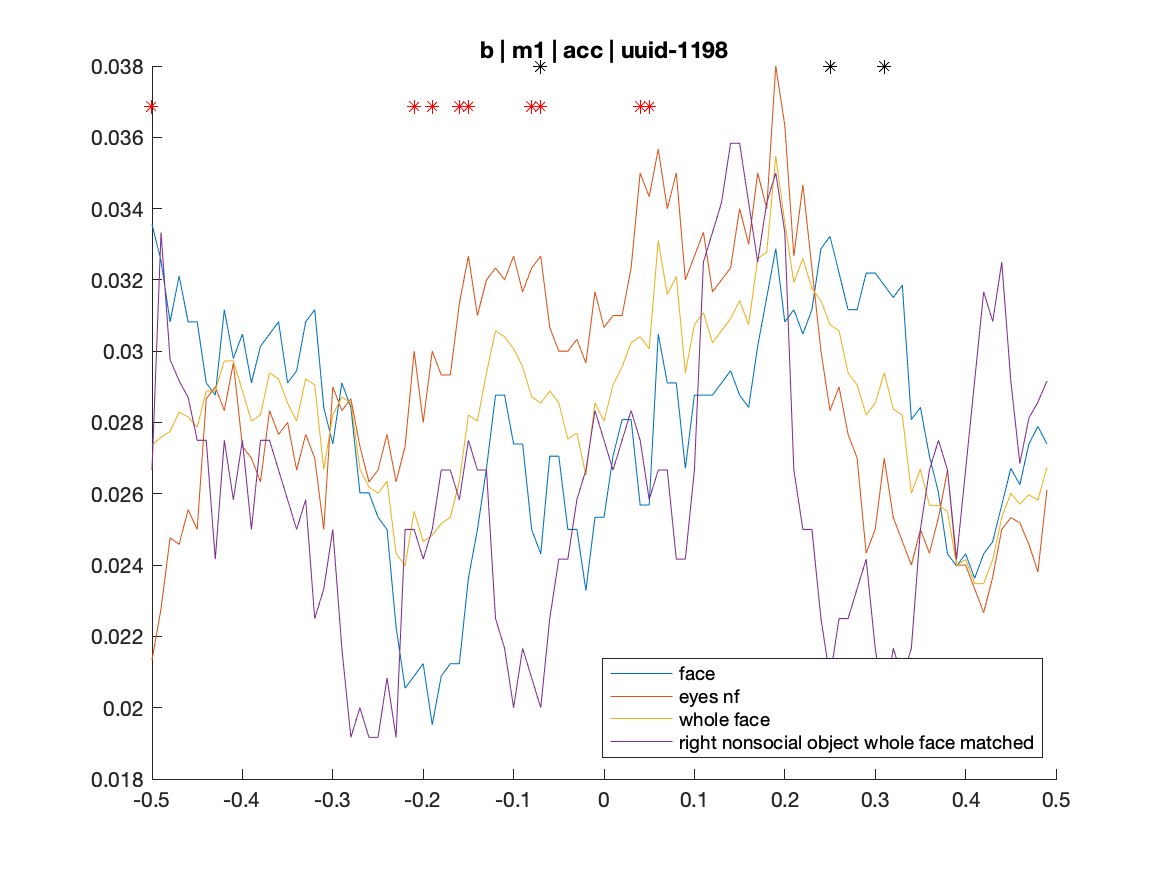 b | m1 | acc | uuid-1198
0.038
0.036
0.034
0.032
0.03
0.028
0.026
0.024
0.022
0.02
0.018
face
eyes nf
whole face
right nonsocial object whole face matched
-0.5 -0.4 -0.3 -0.2 -0.1 0 0.1 0.2 0.3 0.4 0.5